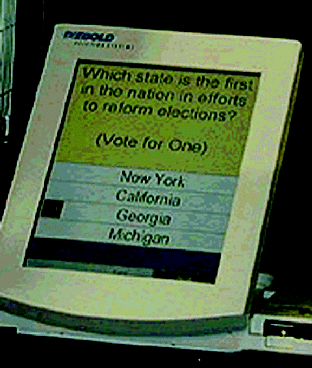 DIEBOLD
Which state is the first
in the nation in efforts
to reform elections?
(Vote for One)
New York
California
Georgia
Michigan